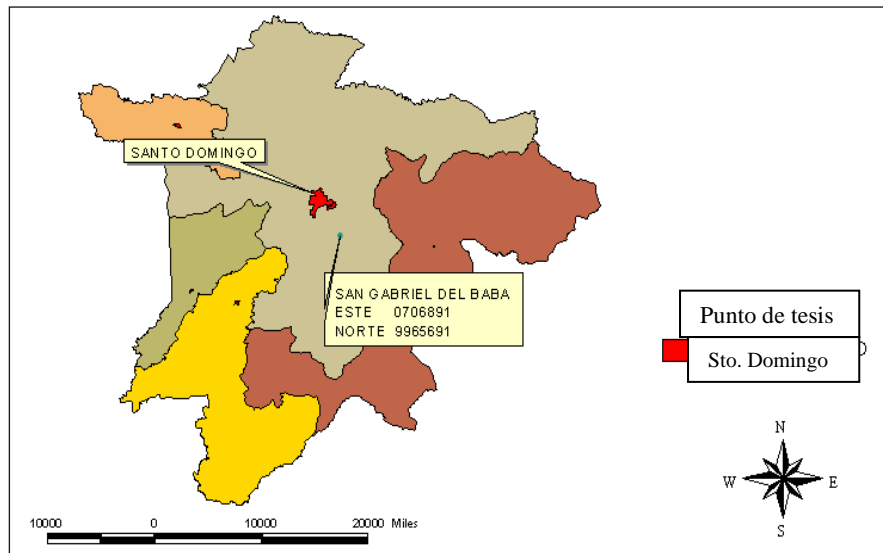 SANTO DOMINGO
SAN GABRIEL DEL BABA
ESTE 0706891
NORTE 9965691
Punto de tesis
Sto. Domingo
N
W E
S
10000 0 10000 20000 Miles